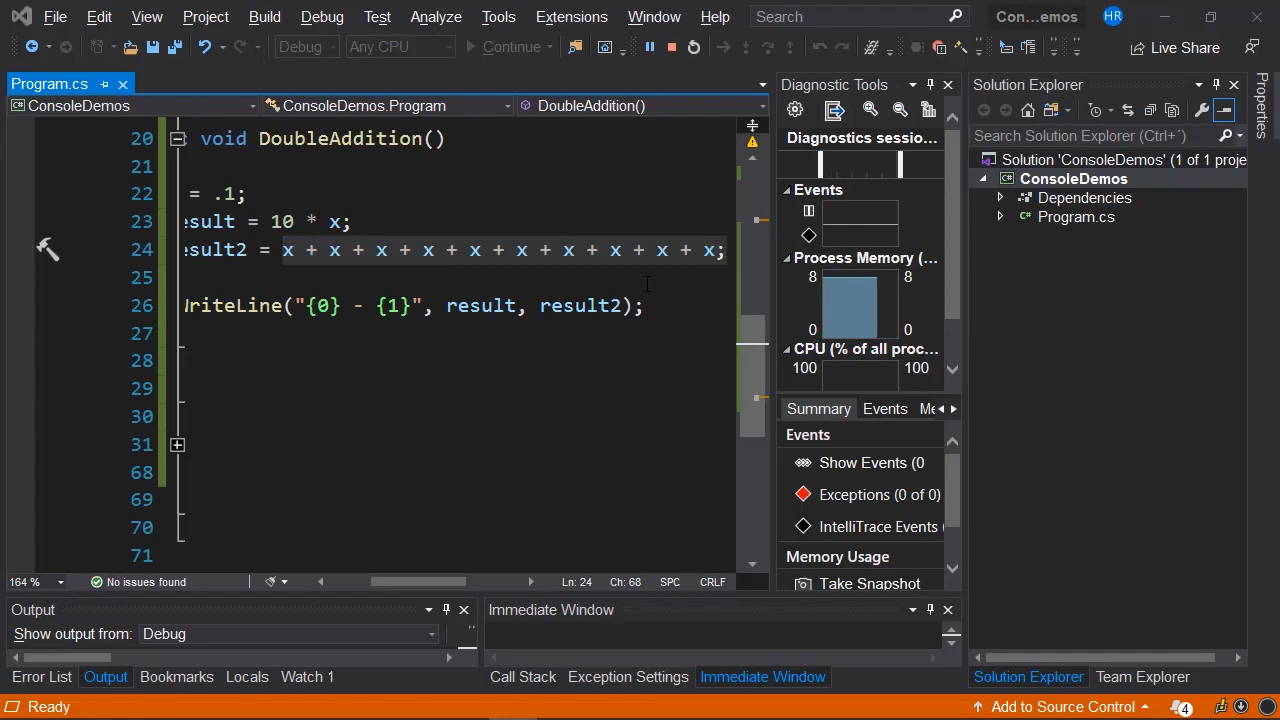 File Edit View Project Build Debug Test Analyze Tools Extensions Window Help Search Con...emos HR
Debug Any CPU Continue Live Share
Program.cs
ConsoleDemos ConsoleDemos.Program DoubleAddition()
20 void DoubleAddition()
21
22 = .1;
23 esult = 10 * x;
24 esult2 = x + x + x + x + x + x + x + x + x + x;
25
26 WriteLine("{0} - {1}", result, result2);
27
28
29
30
31
68
69
70
71
164 % No issues found Ln: 24 Ch: 68 SPC CRLF
Diagnostic Tools
Diagnostics sessio...
Events
Process Memory (
8 8
0 0
CPU (% of all proc...
100 100
Summary Events Me
Events
Show Events (0
Exceptions (0 of 0)
IntelliTrace Events (
Memory Usage
Take Snapshot
Solution Explorer
Search Solution Explorer (Ctrl+´)
Solution 'ConsoleDemos' (1 of 1 proje
ConsoleDemos
Dependencies
Program.cs
Properties
Output
Show output from: Debug
Immediate Window
Error List Output Bookmarks Locals Watch 1
Call Stack Exception Settings Immediate Window
Solution Explorer Team Explorer
Ready Add to Source Control 4